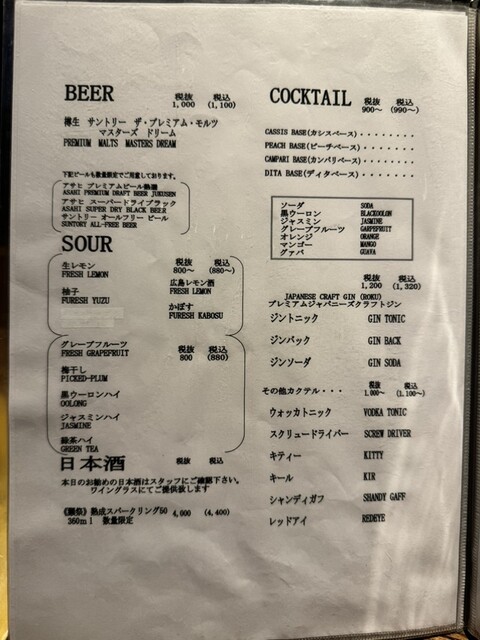 BEER 税抜 税込
1,000 (1,100)
樽生 サントリー ザ・プレミアム・モルツ
マスターズ ドリーム
PREMIUM MALTS MASTERS DREAM
下記ビールも数量限定でご用意しております。
アサヒ プレミアムビール熟撰
ASAHI PREMIUM DRAFT BEER JUKUSEN
アサヒ スーパードライブラック
ASAHI SUPER DRY BLACK BEER
サントリー オールフリー ビール
SUNTORY ALL-FREE BEER
SOUR
生レモン 税抜 税込
FRESH LEMON 800～ (880～)
柚子
FURESH YUZU
広島レモン酒
FRESH LEMON
かぼす
FURESH KABOSU
グレープフルーツ 税抜 税込
FRESH GRAPEFRUIT 800 (880)
梅干し
PICKED-PLUM
黒ウーロンハイ
OOLONG
ジャスミンハイ
JASMINE
緑茶ハイ
GREEN TEA
日本酒 税抜 税込
本日のお勧めの日本酒はスタッフにご確認下さい。
ワイングラスにてご提供致します
《獺祭》熟成スパークリング50 4,000 (4,400)
360ml 数量限定
COCKTAIL 税抜 税込
900～ (990～)
CASSIS BASE(カシスベース)・・・・・・・・
PEACH BASE(ピーチベース)・・・・・・・・
CAMPARI BASE(カンパリベース)・・・・・・
DITA BASE(ディタベース)・・・・・・・・
ソーダ SODA
黒ウーロン BLACKOOLON
ジャスミン JASMINE
グレープフルーツ GARPEFRUIT
オレンジ ORANGE
マンゴー MANGO
グァバ GUAVA
税抜 税込
1,200 (1,320)
JAPANESE CRAFT GIN (ROKU)
プレミアムジャパニーズクラフトジン
ジントニック GIN TONIC
ジンバック GIN BACK
ジンソーダ GIN SODA
その他カクテル・・・ 税抜 税込
1,000～ (1,100～)
ウォッカトニック VODKA TONIC
スクリュードライバー SCREW DRIVER
キティー KITTY
キール KIR
シャンディガフ SHANDY GAFF
レッドアイ REDEYE